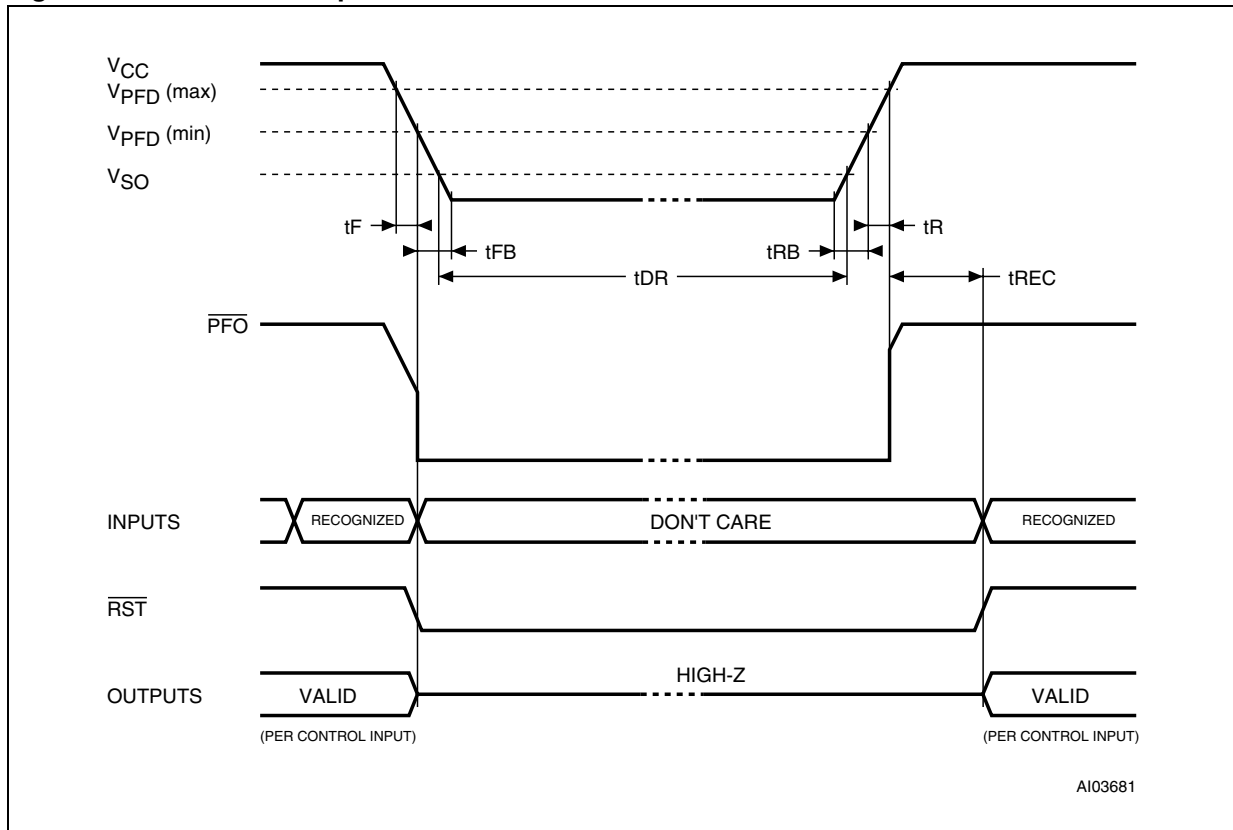 VCC
VPFD (max)
VPFD (min)
VSO
tF
tFB
tDR
tRB
tR
tREC
PFO
INPUTS
RECOGNIZED
DON'T CARE
RECOGNIZED
RST
HIGH-Z
OUTPUTS
VALID
VALID
(PER CONTROL INPUT)
(PER CONTROL INPUT)
AI03681